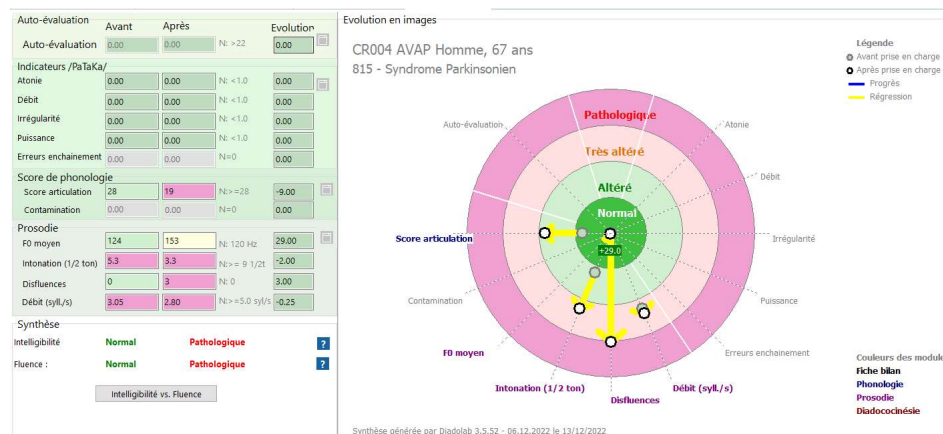 Auto-évaluation
Avant Après Evolution
Auto-évaluation 0.00 0.00 N: >22 0.00
Indicateurs /PaTaKa/
Atonie 0.00 0.00 N: <1.0 0.00
Débit 0.00 0.00 N: <1.0 0.00
Irrégularité 0.00 0.00 N: <1.0 0.00
Puissance 0.00 0.00 N: <1.0 0.00
Erreurs enchainement 0.00 0.00 N=0 0.00
Score de phonologie
Score articulation 28 19 N:>=28 -9.00
Contamination 0.00 0.00 N=0 0.00
Prosodie
F0 moyen 124 153 N: 120 Hz 29.00
Intonation (1/2 ton) 5.3 3.3 N:>= 9 1/2t -2.00
Disfluences 0 3 N: 0 3.00
Débit (syll./s) 3.05 2.80 N:>=5.0 syl/s -0.25
Synthèse
Intelligibilité Normal Pathologique ?
Fluence : Normal Pathologique ?
Intelligibilité vs. Fluence
Evolution en images
CR004 AVAP Homme, 67 ans
815 - Syndrome Parkinsonien
Légende
Avant prise en charge
Après prise en charge
Progrès
Régression
Pathologique
Très altéré
Altéré
Normal
+29.0
Auto-évaluation
Atonie
Débit
Score articulation
Irrégularité
Contamination
Puissance
F0 moyen
Erreurs enchainement
Intonation (1/2 ton)
Disfluences
Débit (syll./s)
Couleurs des module
Fiche bilan
Phonologie
Prosodie
Diadococinésie
Synthèse générée par Diadolab 3.5.52 - 06.12.2022 le 13/12/2022